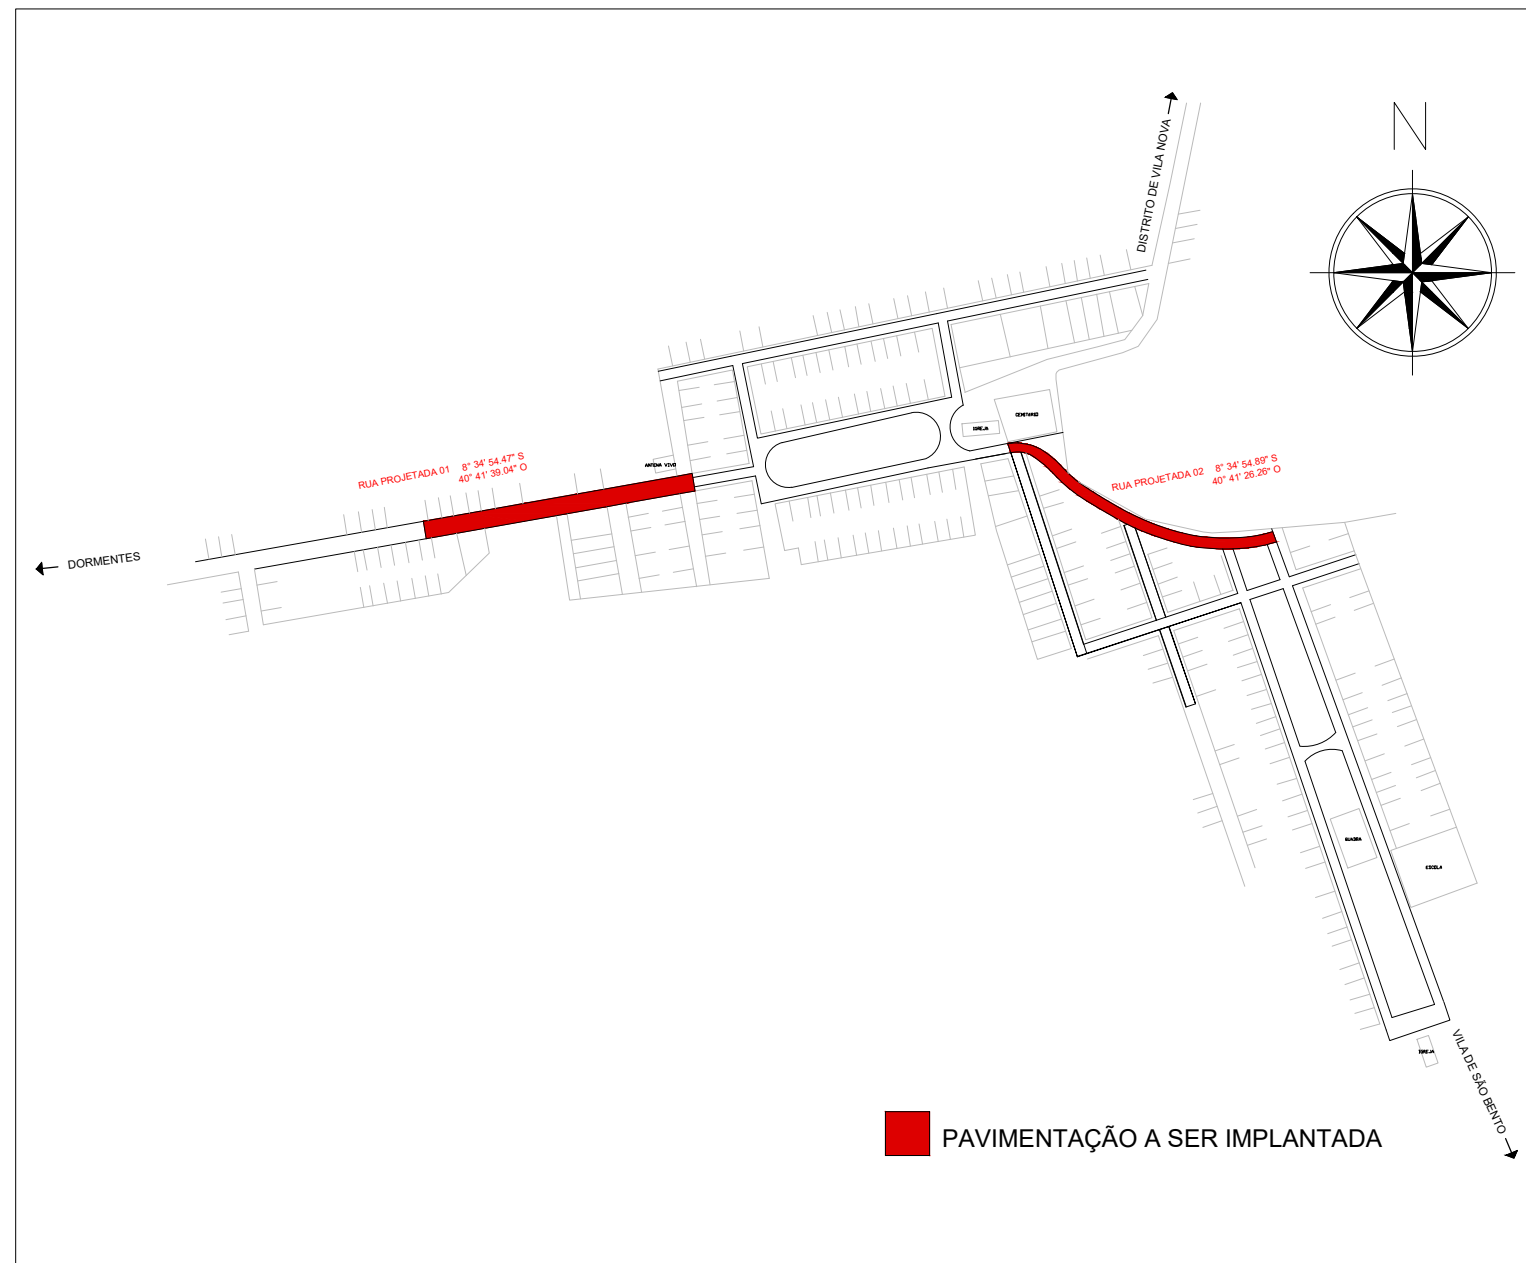 N
DISTRITO DE VILA NOVA
CEMITÉRIO
IGREJA
ANTENA VIVO
RUA PROJETADA 01
8° 34' 54.47" S
40° 41' 39.04" O
RUA PROJETADA 02
8° 34' 54.89" S
40° 41' 26.26" O
DORMENTES
QUADRA
ESCOLA
IGREJA
VILA DE SÃO BENTO
PAVIMENTAÇÃO A SER IMPLANTADA